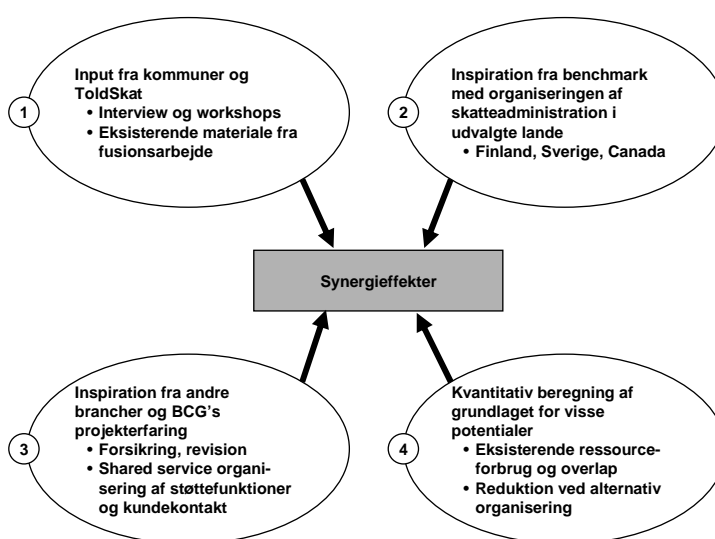 1
Input fra kommuner og
ToldSkat
• Interview og workshops
• Eksisterende materiale fra
fusionsarbejde
2
Inspiration fra benchmark
med organiseringen af
skatteadministration i
udvalgte lande
• Finland, Sverige, Canada
Synergieffekter
3
Inspiration fra andre
brancher og BCG's
projekterfaring
• Forsikring, revision
• Shared service organi-
sering af støttefunktioner
og kundekontakt
4
Kvantitativ beregning af
grundlaget for visse
potentialer
• Eksisterende ressource-
forbrug og overlap
• Reduktion ved alternativ
organisering